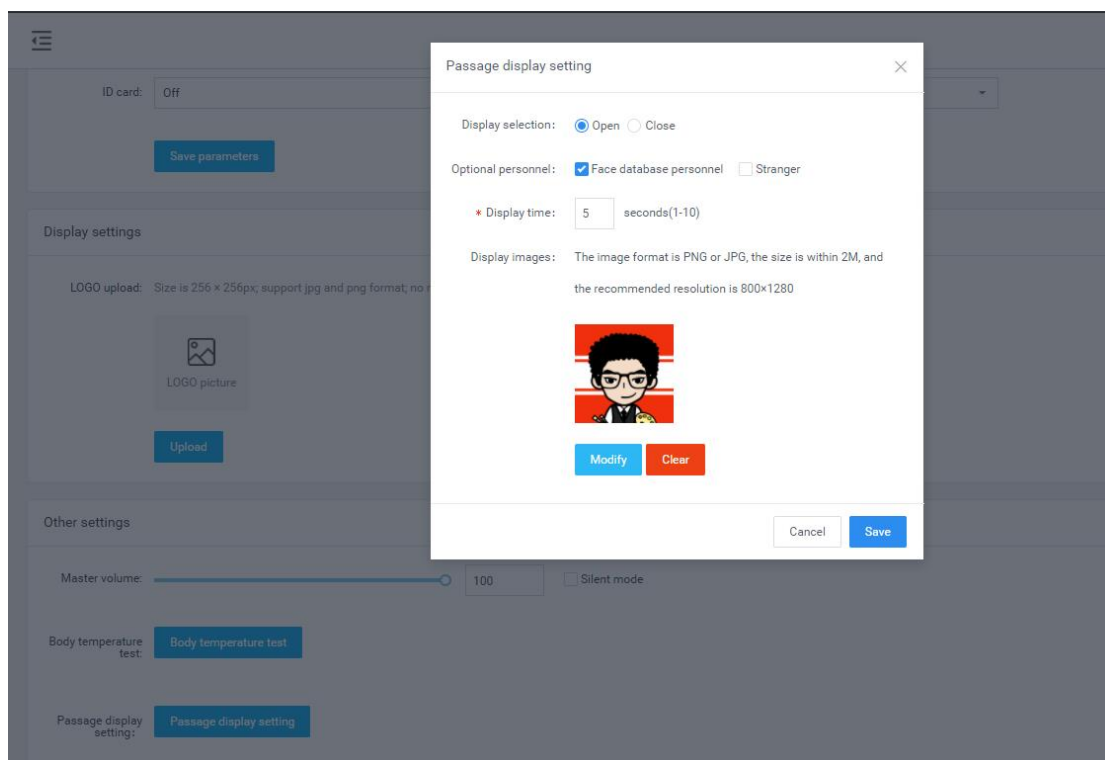 Passage display setting
ID card: Off
Display selection: Open Close
Save parameters
Optional personnel: Face database personnel Stranger
* Display time: 5 seconds(1-10)
Display settings
Display images: The image format is PNG or JPG, the size is within 2M, and
the recommended resolution is 800×1280
LOGO upload: Size is 256 × 256px; support jpg and png format; no
LOGO picture
Upload
Modify Clear
Other settings
Cancel Save
Master volume: 100 Silent mode
Body temperature
test: Body temperature test
Passage display
setting: Passage display setting